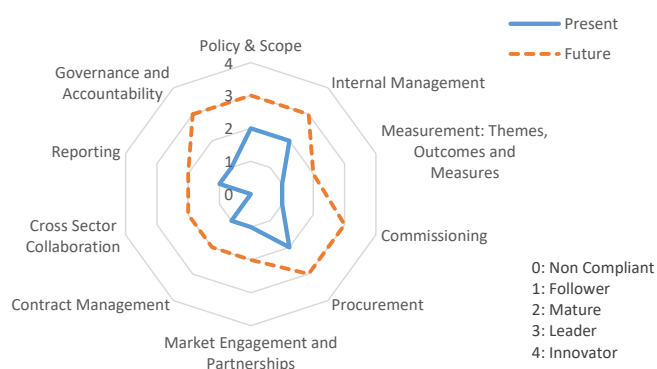 Present
Future
Policy & Scope
Internal Management
Measurement: Themes,
Outcomes and
Measures
Commissioning
Procurement
Market Engagement and
Partnerships
Contract Management
Cross Sector
Collaboration
Reporting
Governance and
Accountability
4
3
2
1
0
0: Non Compliant
1: Follower
2: Mature
3: Leader
4: Innovator